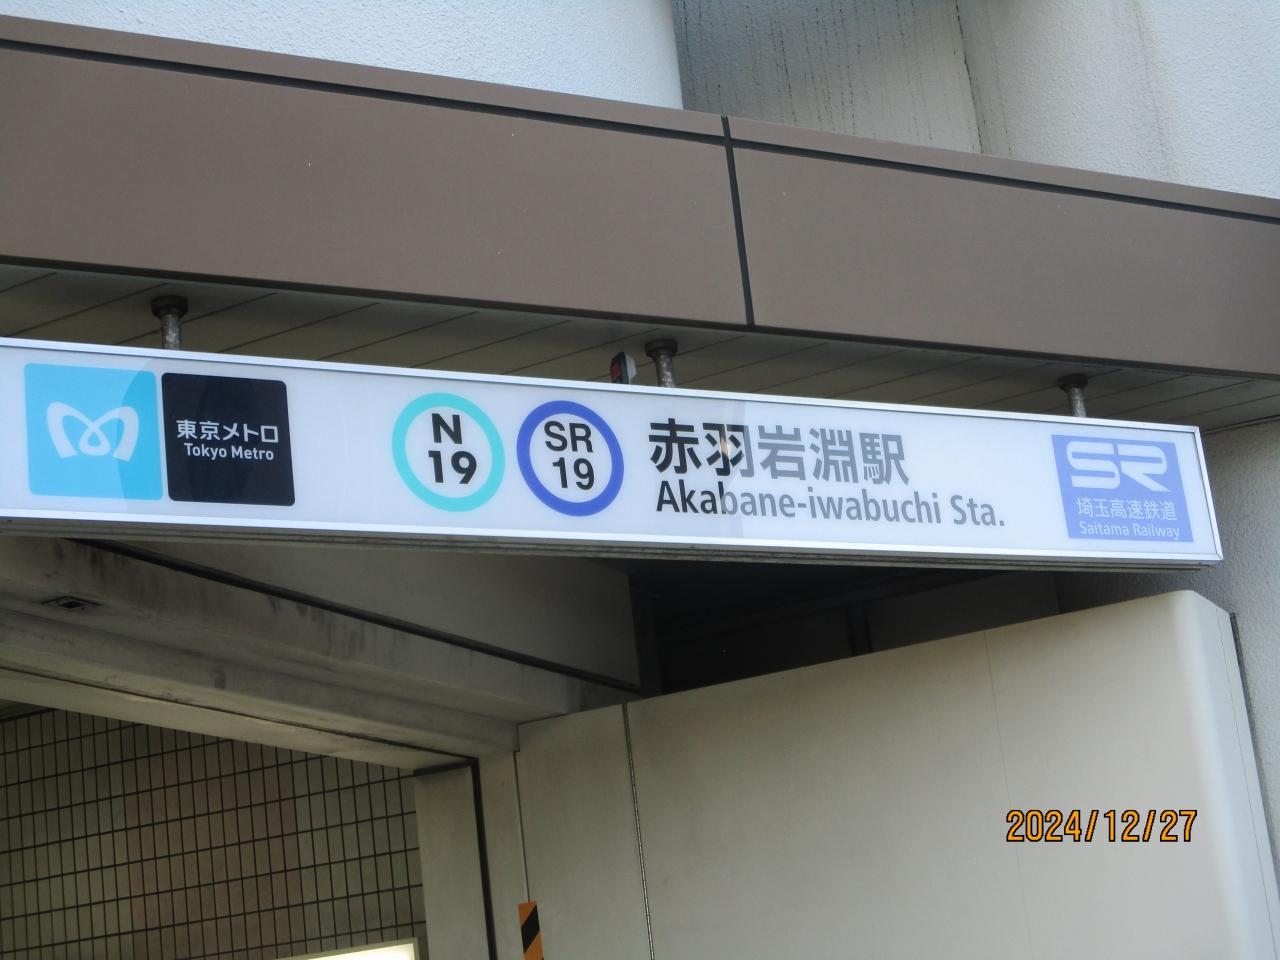 東京メトロ
Tokyo Metro
N
19
SR
19
赤羽岩淵駅
Akabane-iwabuchi Sta.
SR
埼玉高速鉄道
Saitama Railway
2024/12/27